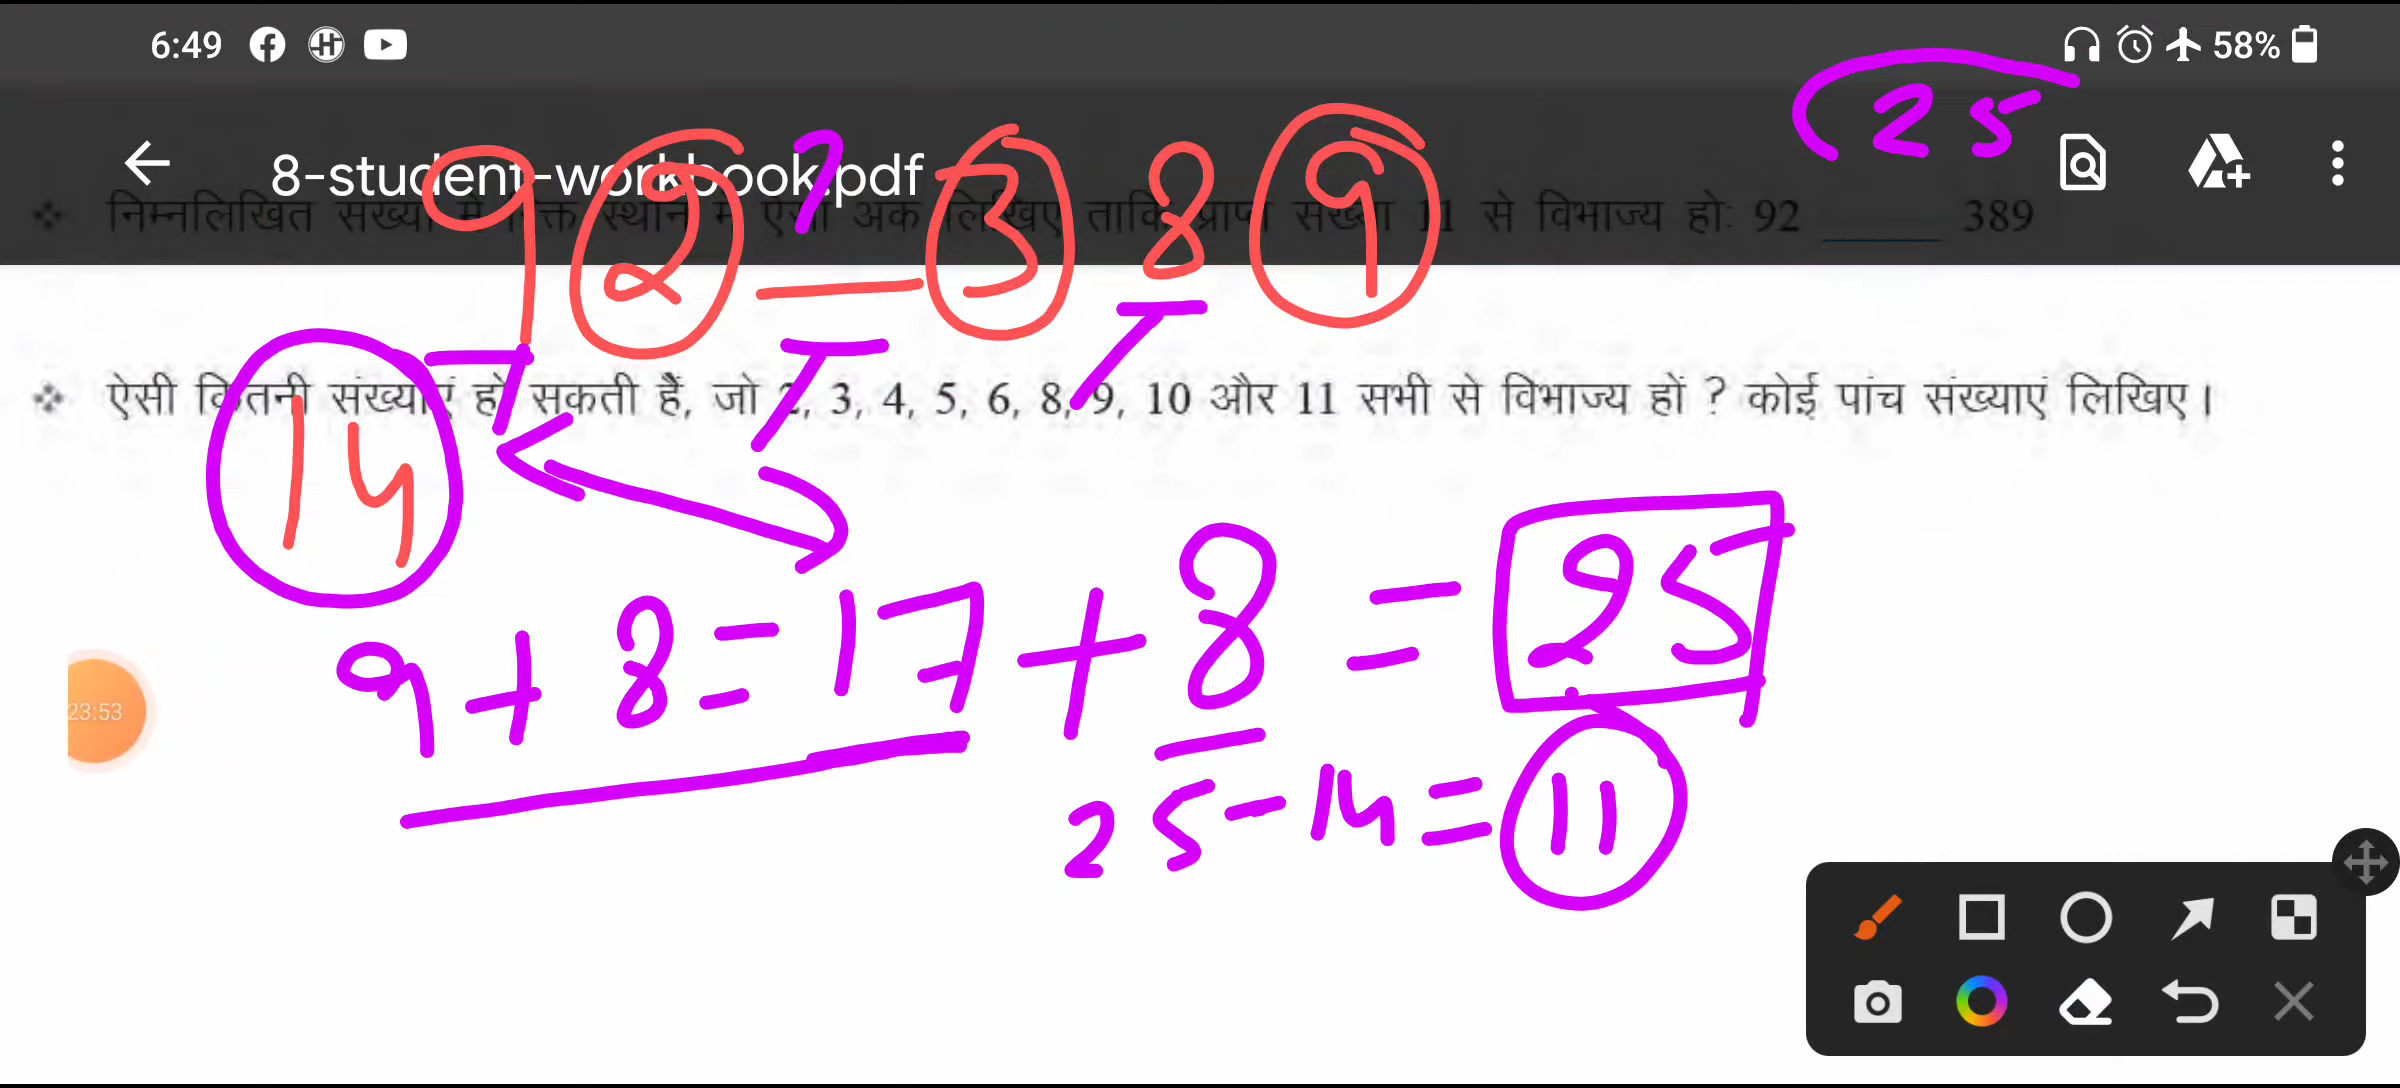 6:49 58%
25
8-student-workbook.pdf
9 2 ? 3 8 9
निम्नलिखित संख्या में रिक्त स्थान में ऐसा अंक लिखिए ताकि प्राप्त संख्या 11 से विभाज्य हो: 92 ____ 389
ऐसी कितनी संख्याएं हो सकती हैं, जो 2, 3, 4, 5, 6, 8, 9, 10 और 11 सभी से विभाज्य हों ? कोई पांच संख्याएं लिखिए।
14
9 + 8 = 17 + 8 = 25
23:53
25 - 14 = 11